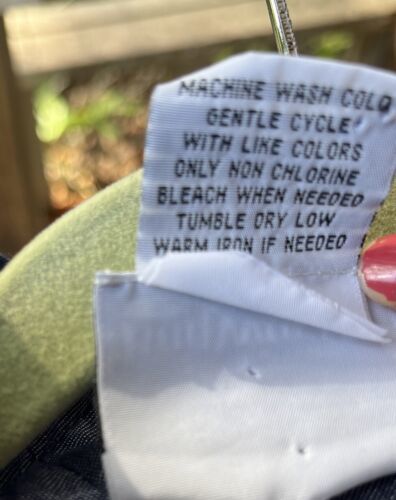 MACHINE WASH COLD
GENTLE CYCLE
WITH LIKE COLORS
ONLY NON CHLORINE
BLEACH WHEN NEEDED
TUMBLE DRY LOW
WARM IRON IF NEEDED